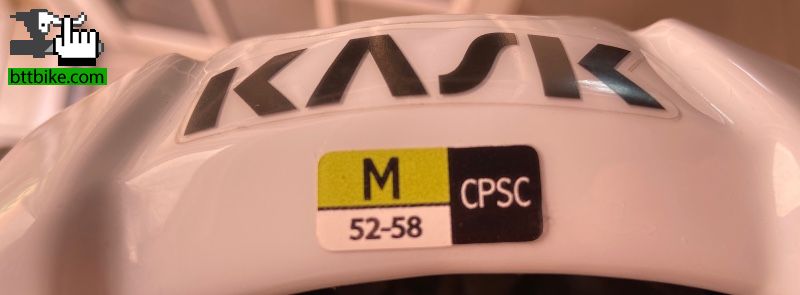 bttbike.com
KASK
M
52-58
CPSC